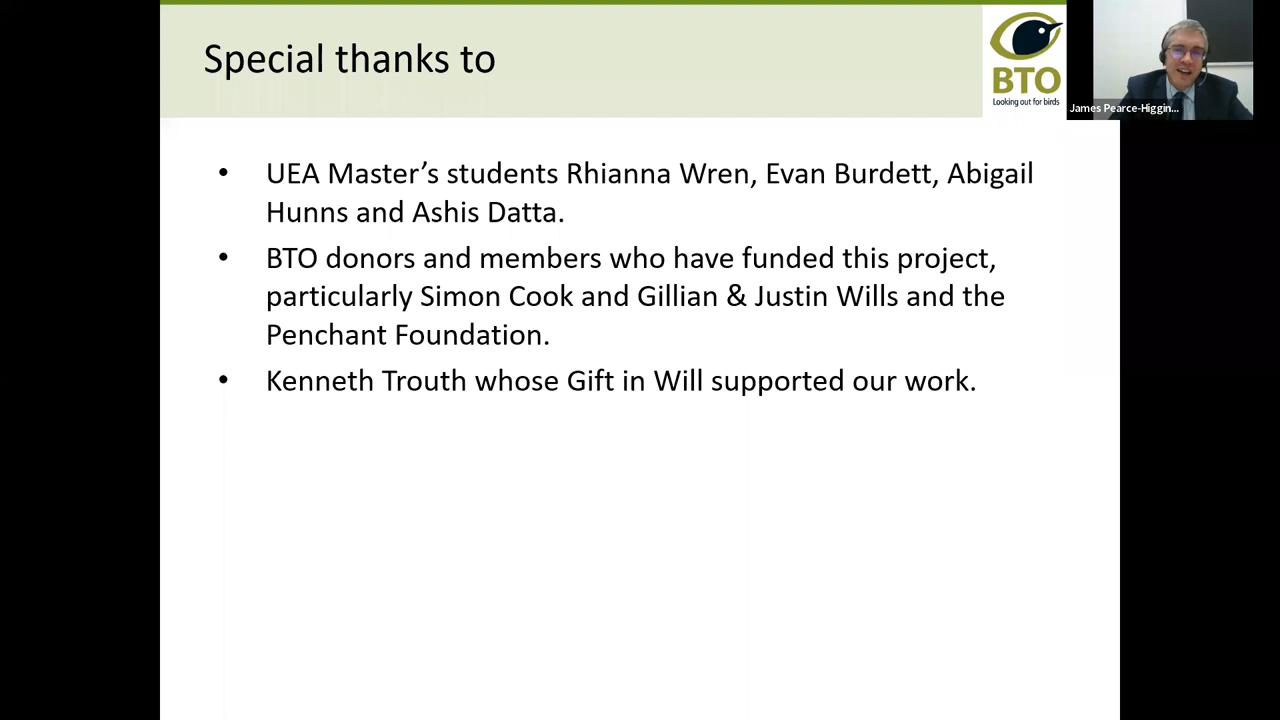 Special thanks to
BTO
Looking out for birds
James Pearce-Higgin...
• UEA Master’s students Rhianna Wren, Evan Burdett, Abigail
Hunns and Ashis Datta.
• BTO donors and members who have funded this project,
particularly Simon Cook and Gillian & Justin Wills and the
Penchant Foundation.
• Kenneth Trouth whose Gift in Will supported our work.